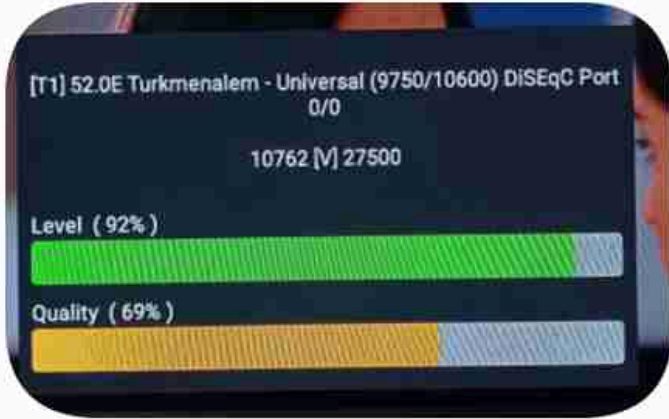 [T1] 52.0E Turkmenalem - Universal (9750/10600) DiSEqC Port
0/0
10762 [V] 27500
Level ( 92% )
Quality ( 69% )